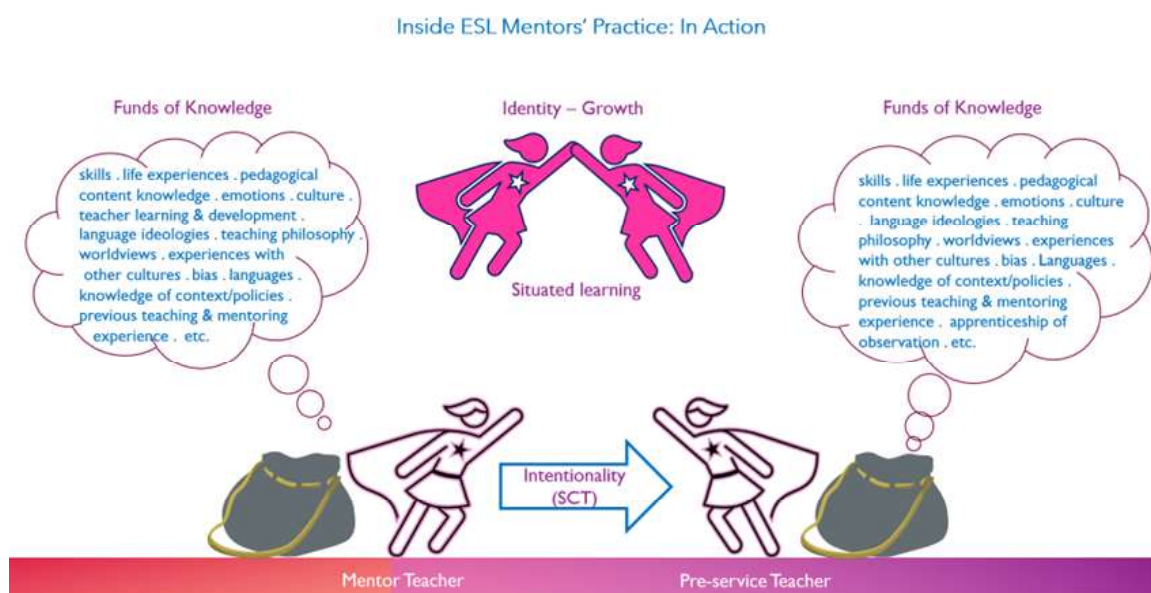 Inside ESL Mentors' Practice: In Action
Funds of Knowledge
skills . life experiences . pedagogical
content knowledge . emotions . culture .
teacher learning & development .
language ideologies . teaching philosophy .
worldviews . experiences with
other cultures . bias . languages .
knowledge of context/policies .
previous teaching & mentoring
experience . etc.
Identity – Growth
Situated learning
Funds of Knowledge
skills . life experiences . pedagogical
content knowledge . emotions . culture
. language ideologies . teaching
philosophy . worldviews . experiences
with other cultures . bias . Languages .
knowledge of context/policies .
previous teaching & mentoring
experience . apprenticeship of
observation . etc.
Intentionality
(SCT)
Mentor Teacher
Pre-service Teacher